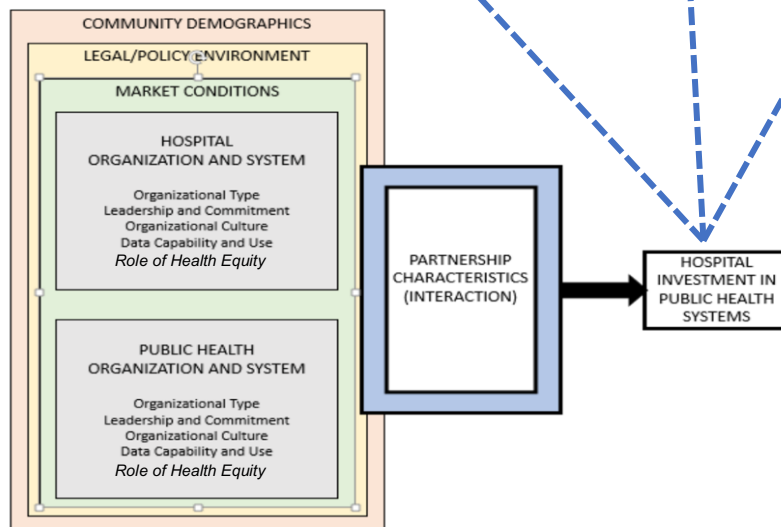 COMMUNITY DEMOGRAPHICS
LEGAL/POLICY ENVIRONMENT
MARKET CONDITIONS
HOSPITAL
ORGANIZATION AND SYSTEM
Organizational Type
Leadership and Commitment
Organizational Culture
Data Capability and Use
Role of Health Equity
PUBLIC HEALTH
ORGANIZATION AND SYSTEM
Organizational Type
Leadership and Commitment
Organizational Culture
Data Capability and Use
Role of Health Equity
PARTNERSHIP
CHARACTERISTICS
(INTERACTION)
HOSPITAL
INVESTMENT IN
PUBLIC HEALTH
SYSTEMS